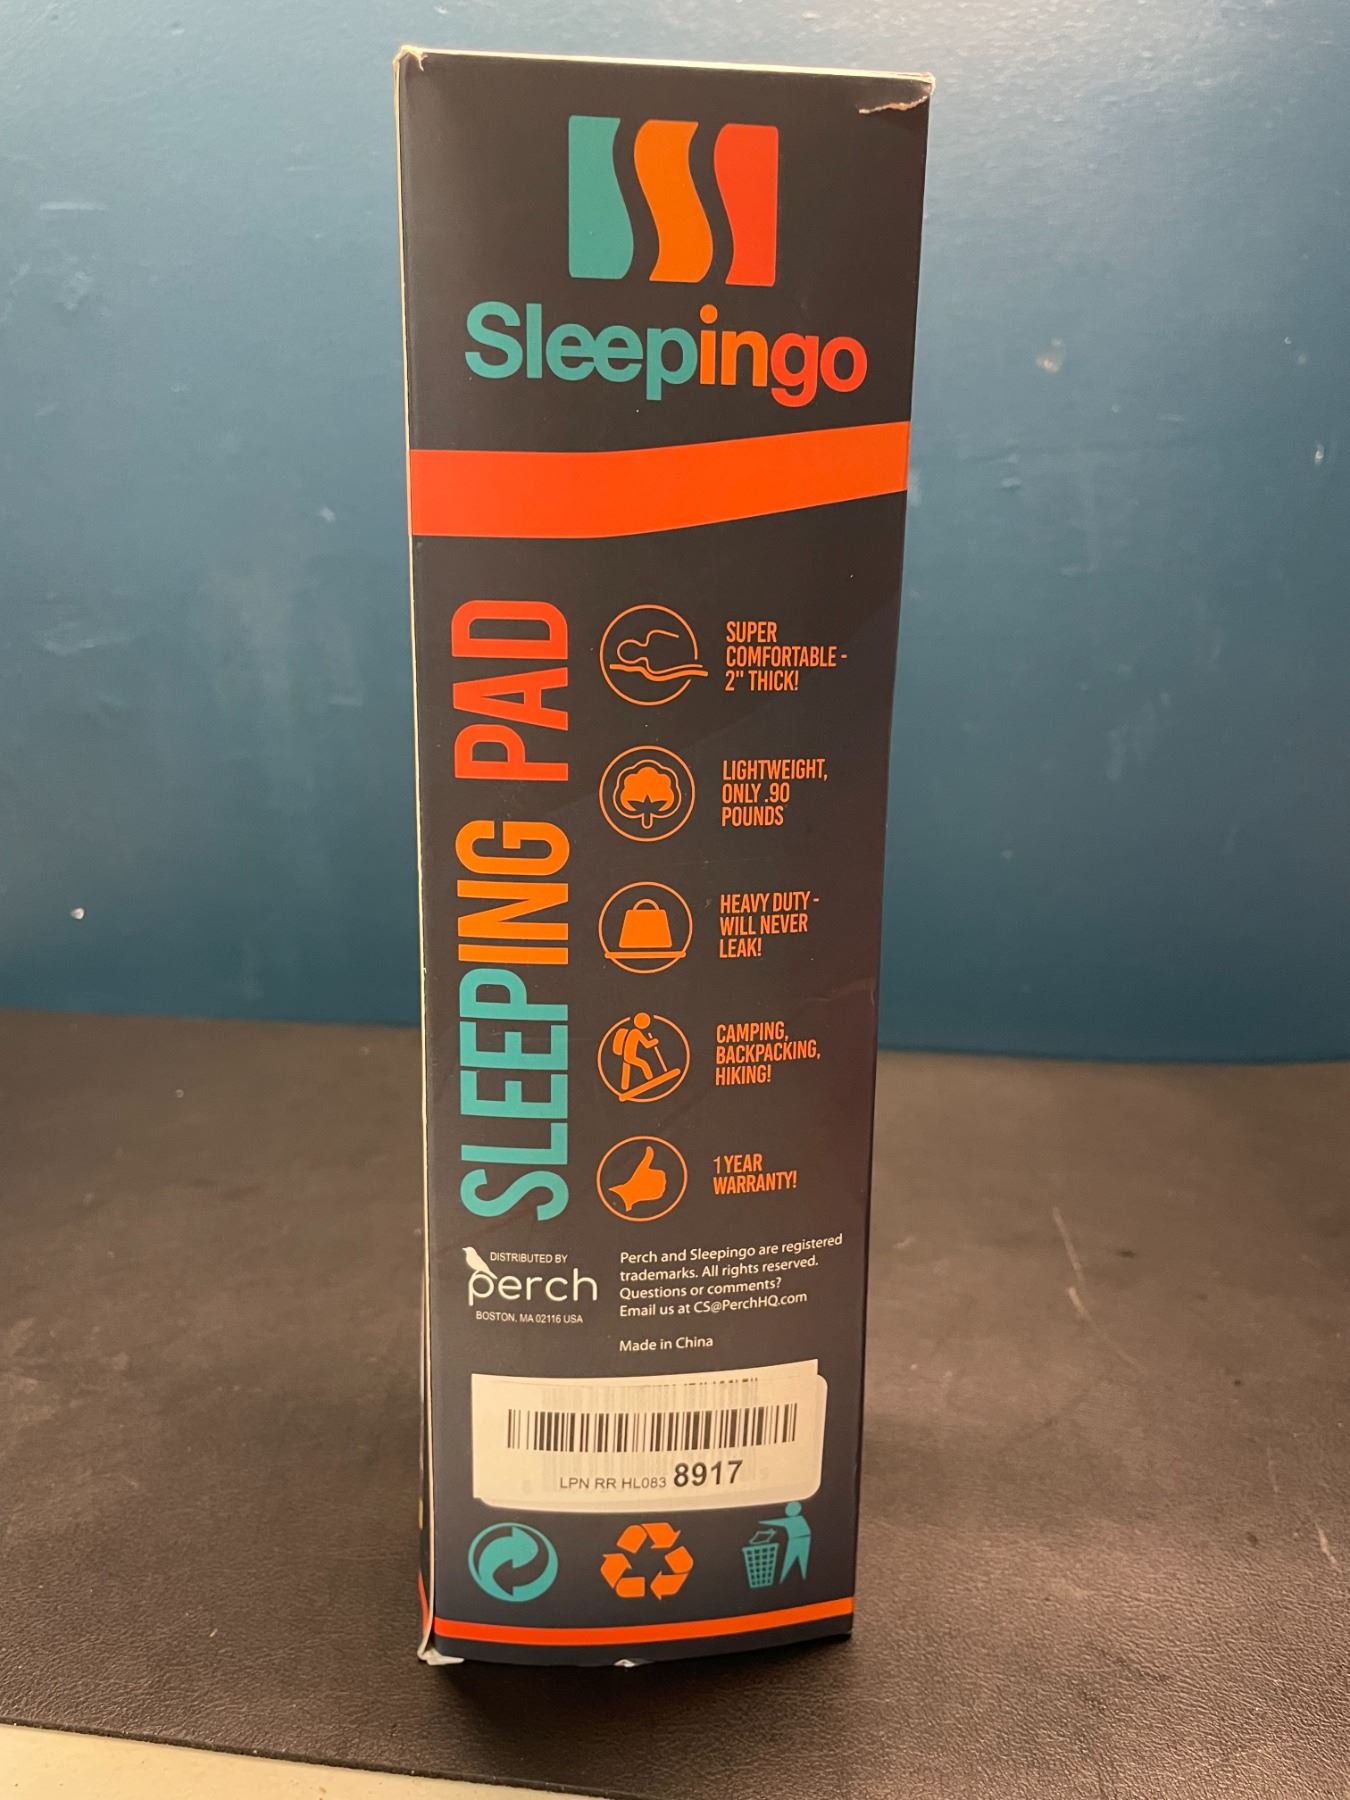 Sleepingo
SLEEPING PAD
SUPER
COMFORTABLE -
2" THICK!
LIGHTWEIGHT,
ONLY .90
POUNDS
HEAVY DUTY -
WILL NEVER
LEAK!
CAMPING,
BACKPACKING,
HIKING!
1 YEAR
WARRANTY!
DISTRIBUTED BY
perch
BOSTON, MA 02116 USA
Perch and Sleepingo are registered
trademarks. All rights reserved.
Questions or comments?
Email us at CS@PerchHQ.com
Made in China
LPN RR HL083 8917